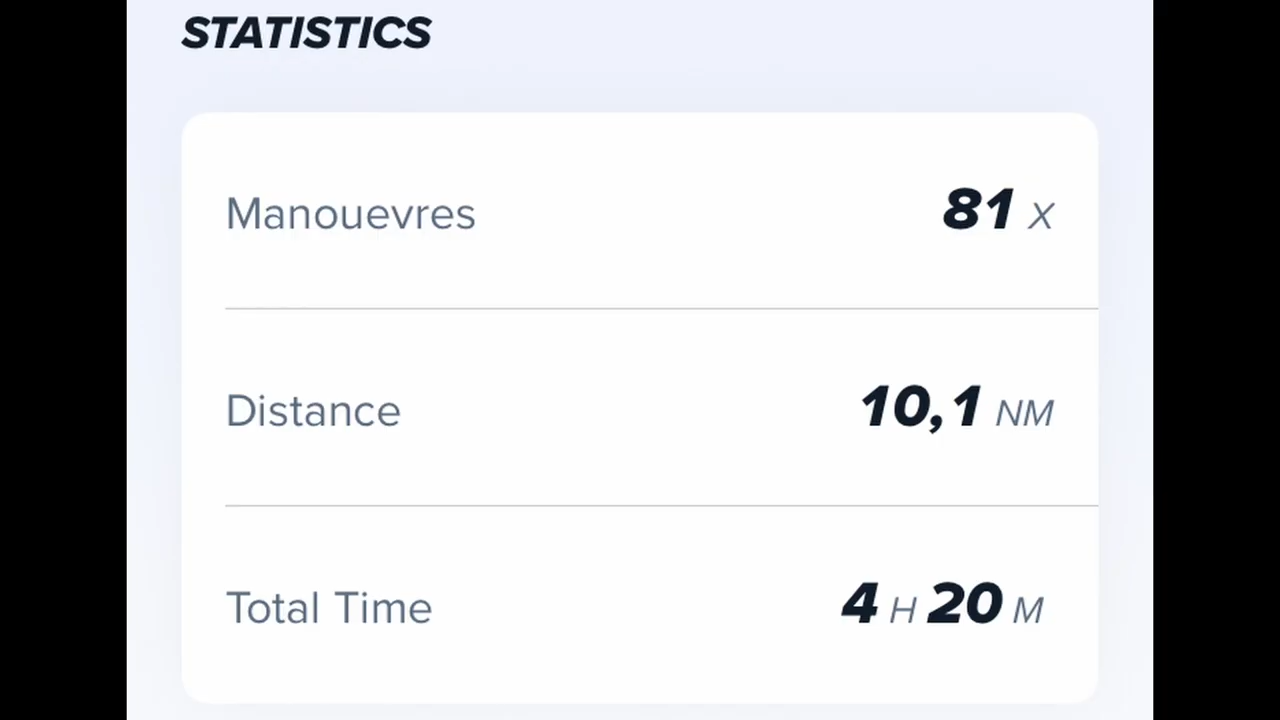 STATISTICS
Manouevres 81 X
Distance 10,1 NM
Total Time 4 H 20 M